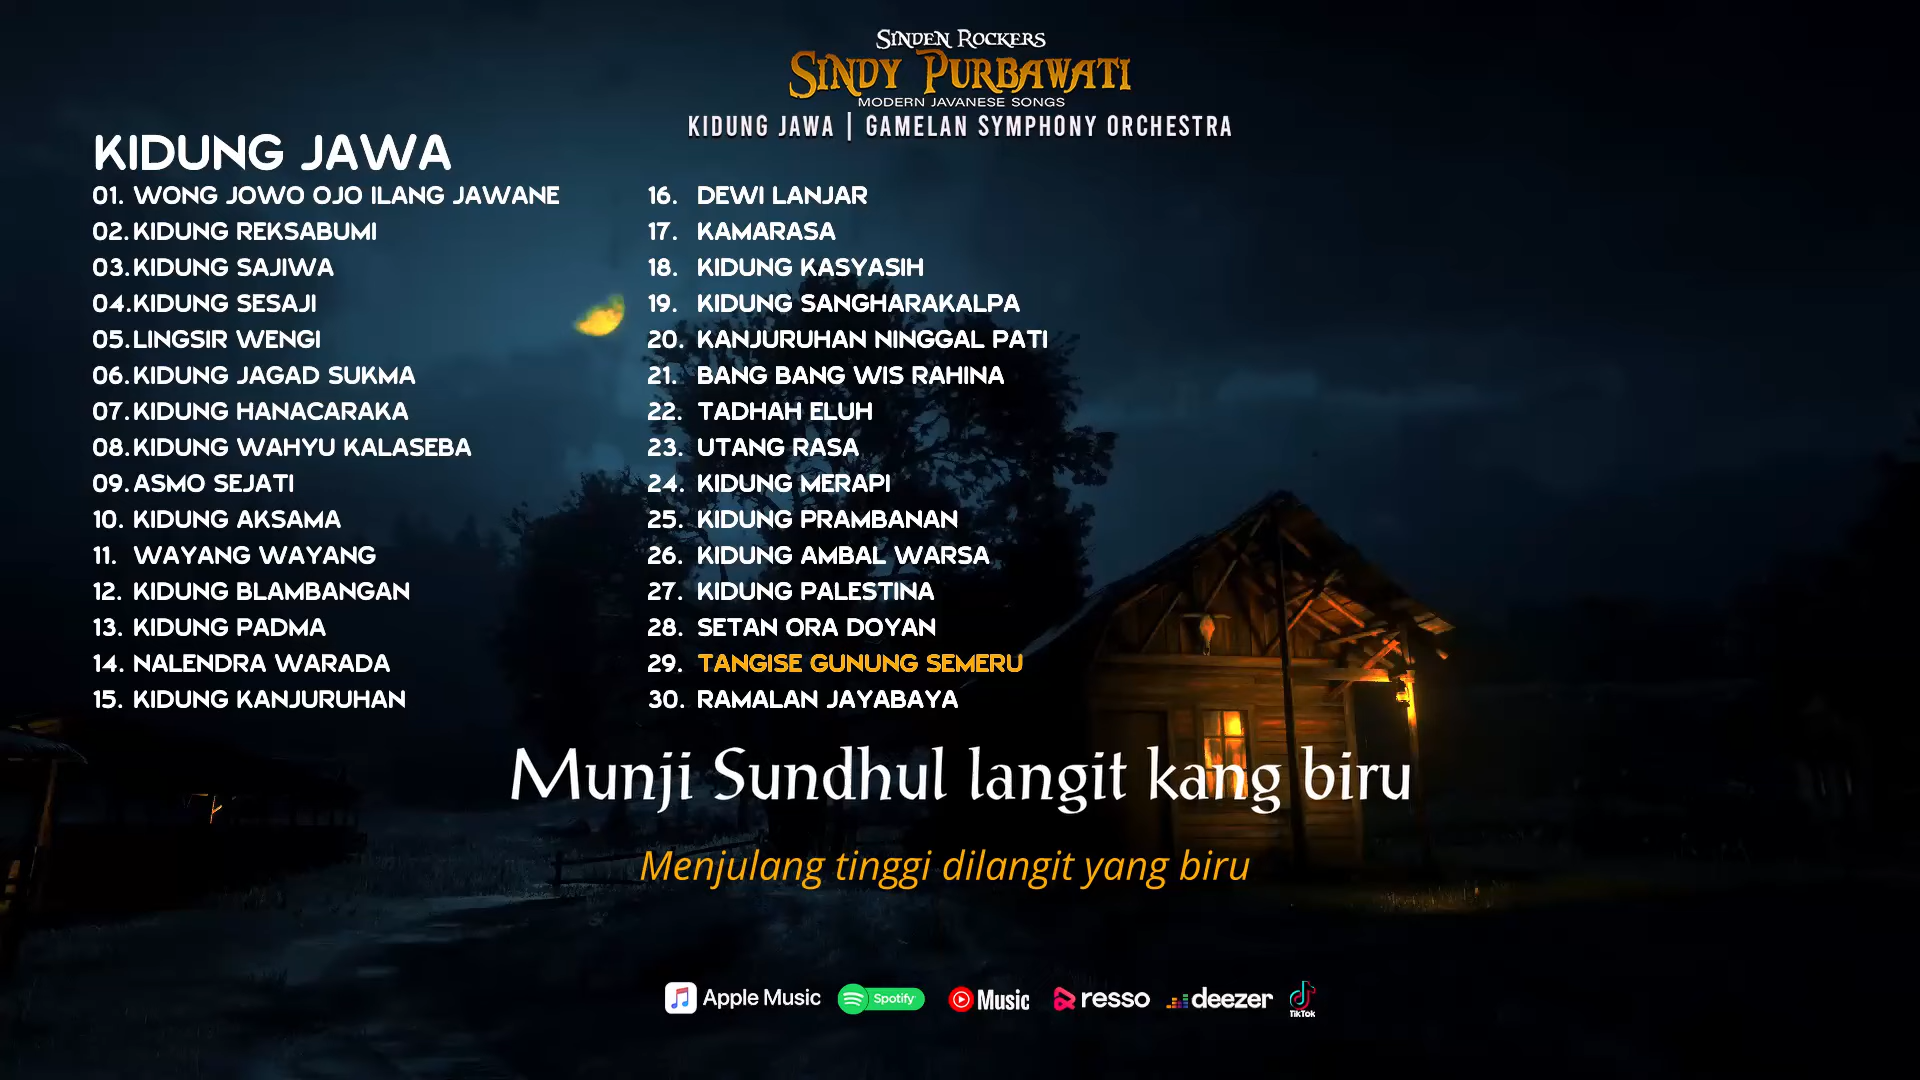 SINDEN ROCKERS
SINDY PURBAWATI
MODERN JAVANESE SONGS
KIDUNG JAWA | GAMELAN SYMPHONY ORCHESTRA
KIDUNG JAWA
01. WONG JOWO OJO ILANG JAWANE
02. KIDUNG REKSABUMI
03. KIDUNG SAJIWA
04. KIDUNG SESAJI
05. LINGSIR WENGI
06. KIDUNG JAGAD SUKMA
07. KIDUNG HANACARAKA
08. KIDUNG WAHYU KALASEBA
09. ASMO SEJATI
10. KIDUNG AKSAMA
11. WAYANG WAYANG
12. KIDUNG BLAMBANGAN
13. KIDUNG PADMA
14. NALENDRA WARADA
15. KIDUNG KANJURUHAN
16. DEWI LANJAR
17. KAMARASA
18. KIDUNG KASYASIH
19. KIDUNG SANGHARAKALPA
20. KANJURUHAN NINGGAL PATI
21. BANG BANG WIS RAHINA
22. TADHAH ELUH
23. UTANG RASA
24. KIDUNG MERAPI
25. KIDUNG PRAMBANAN
26. KIDUNG AMBAL WARSA
27. KIDUNG PALESTINA
28. SETAN ORA DOYAN
29. TANGISE GUNUNG SEMERU
30. RAMALAN JAYABAYA
Munji Sundhul langit kang biru
Menjulang tinggi dilangit yang biru
Apple Music Spotify Music resso deezer TikTok